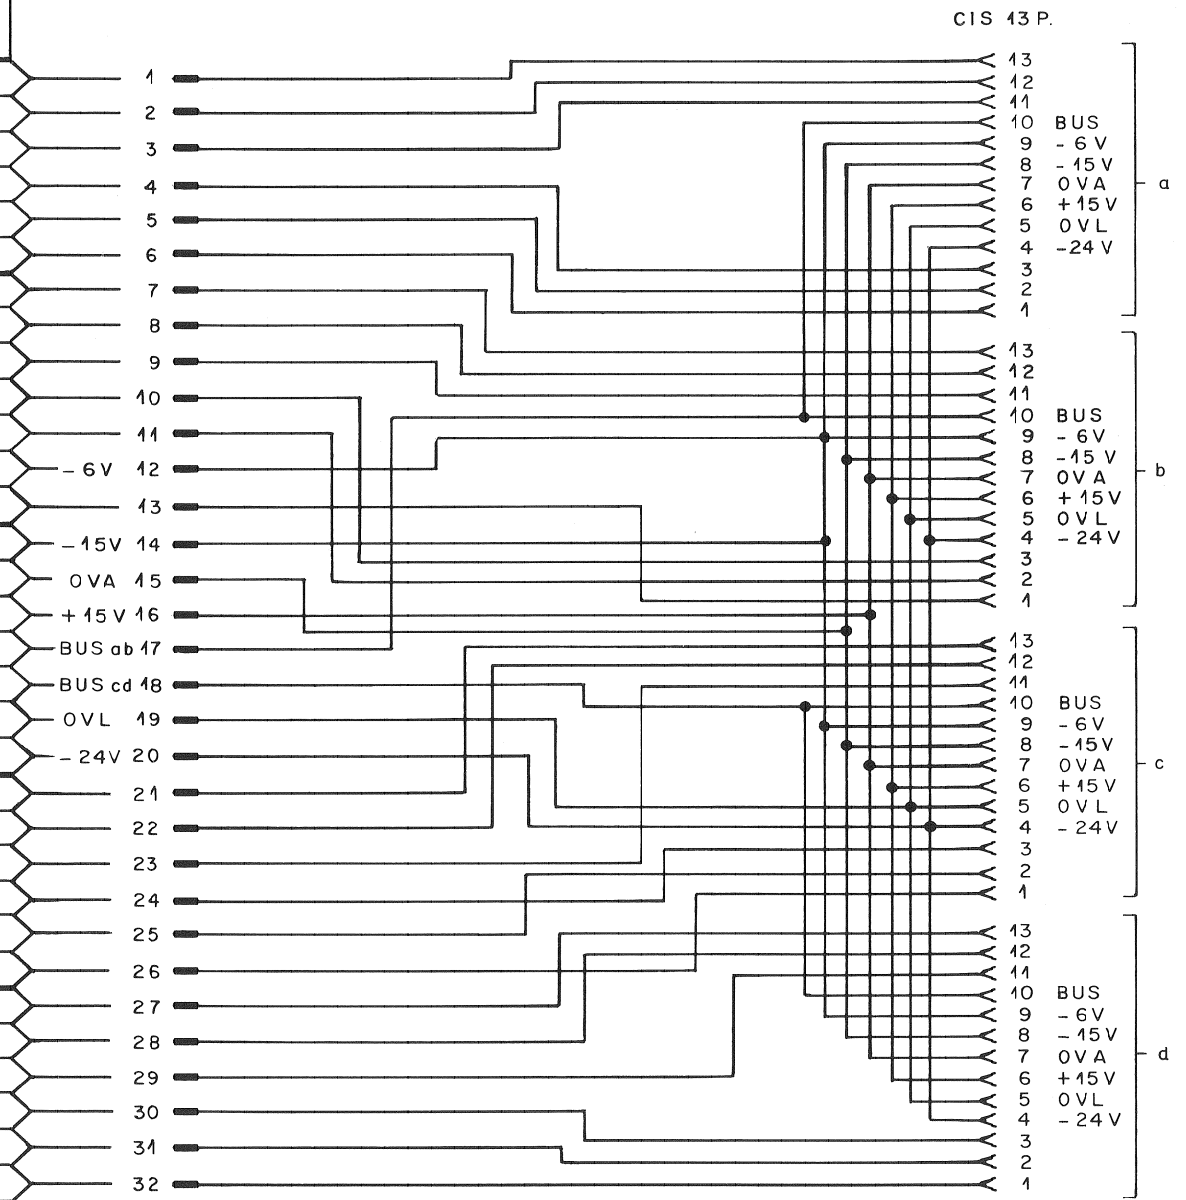 CIS 13 P.
1
2
3
4
5
6
7
8
9
10
11
-6V 12
13
-15V 14
0VA 15
+15V 16
BUS ab 17
BUS cd 18
0VL 19
-24V 20
21
22
23
24
25
26
27
28
29
30
31
32
13
12
11
10 BUS
9 -6V
8 -15V
7 0VA
6 +15V
5 0VL
4 -24V
3
2
1
a
13
12
11
10 BUS
9 -6V
8 -15V
7 0VA
6 +15V
5 0VL
4 -24V
3
2
1
b
13
12
11
10 BUS
9 -6V
8 -15V
7 0VA
6 +15V
5 0VL
4 -24V
3
2
1
c
13
12
11
10 BUS
9 -6V
8 -15V
7 0VA
6 +15V
5 0VL
4 -24V
3
2
1
d